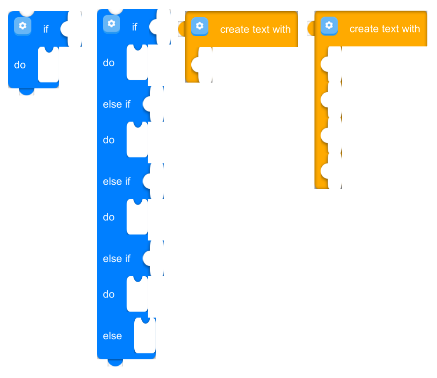 if
do
if
do
else if
do
else if
do
else if
do
else
create text with
create text with